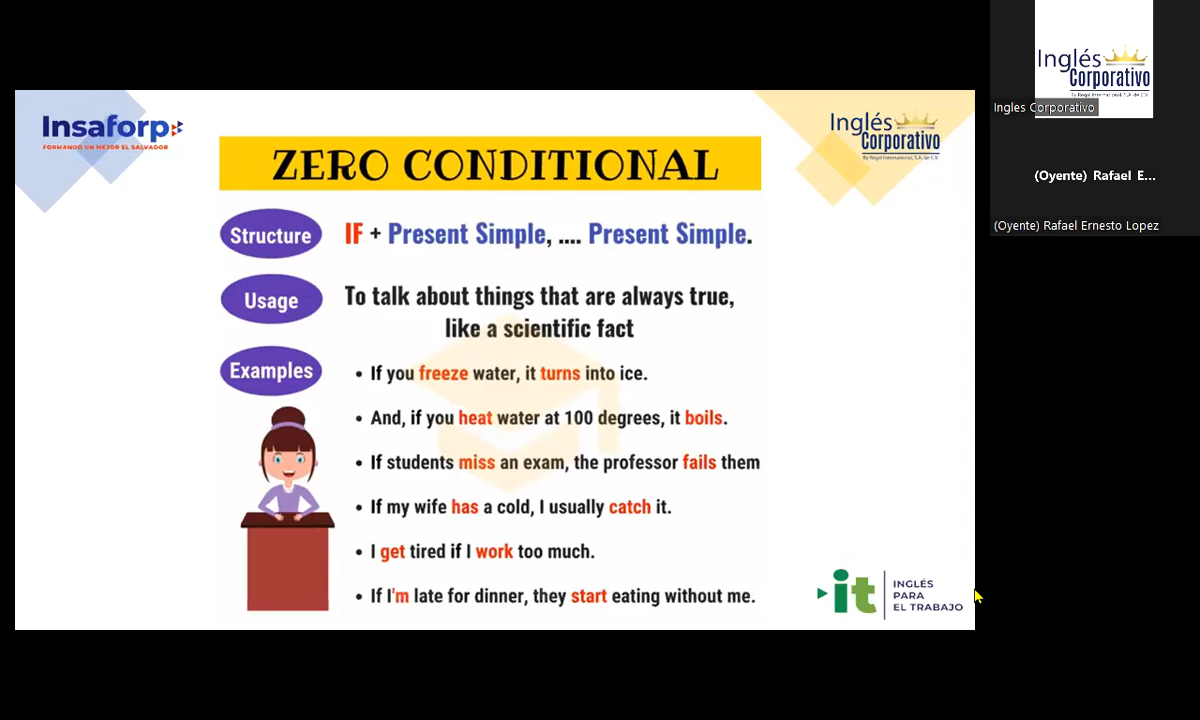 Insaforp
FORMANDO UN MEJOR EL SALVADOR
Inglés
Corporativo
By Regal International, S.A. de C.V.
ZERO CONDITIONAL
Structure
IF + Present Simple, .... Present Simple.
Usage
To talk about things that are always true,
like a scientific fact
Examples
• If you freeze water, it turns into ice.
• And, if you heat water at 100 degrees, it boils.
• If students miss an exam, the professor fails them
• If my wife has a cold, I usually catch it.
• I get tired if I work too much.
• If I'm late for dinner, they start eating without me.
it
INGLÉS
PARA
EL TRABAJO
Inglés
Corporativo
By Regal International, S.A. de C.V.
Ingles Corporativo
(Oyente) Rafael E...
(Oyente) Rafael Ernesto Lopez